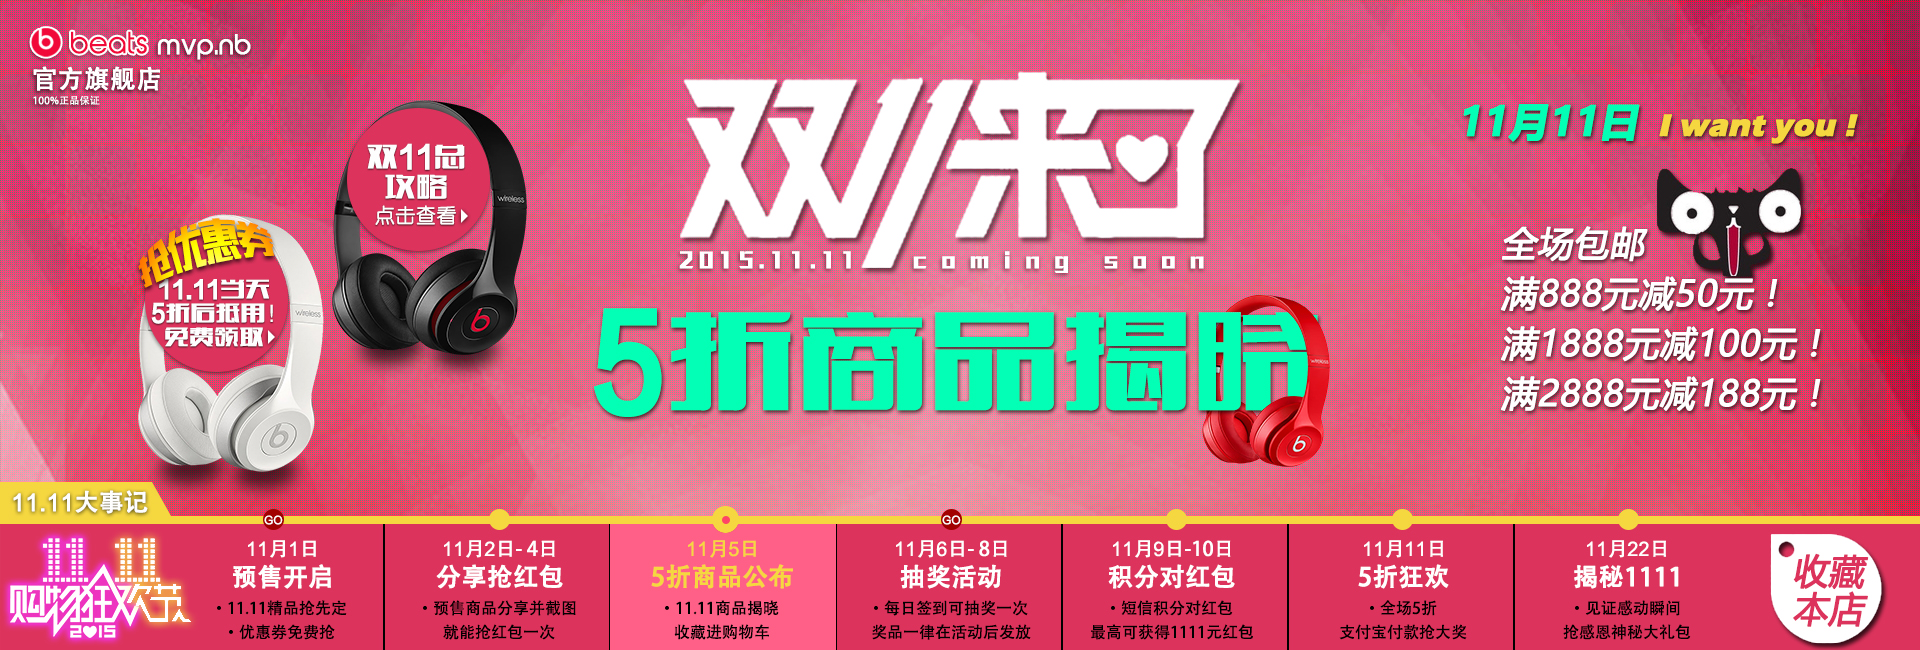 beats mvp.nb
官方旗舰店
100%正品保证
双11总
攻略
点击查看
wireless
抢优惠券
11.11当天
5折后抵用!
免费领取
wireless
双11来了
2015.11.11 coming soon
5折商品揭晓
wireless
11月11日 I want you !
全场包邮
满888元减50元！
满1888元减100元！
满2888元减188元！
11.11大事记
11.11
购物狂欢节
2015
GO
11月1日
预售开启
·11.11精品抢先定
·优惠券免费抢
11月2日-4日
分享抢红包
·预售商品分享并截图
就能抢红包一次
11月5日
5折商品公布
·11.11商品揭晓
收藏进购物车
GO
11月6日-8日
抽奖活动
·每日签到可抽奖一次
奖品一律在活动后发放
11月9日-10日
积分对红包
·短信积分对红包
最高可获得1111元红包
11月11日
5折狂欢
·全场5折
支付宝付款抢大奖
11月22日
揭秘1111
·见证感动瞬间
抢感恩神秘大礼包
收藏
本店